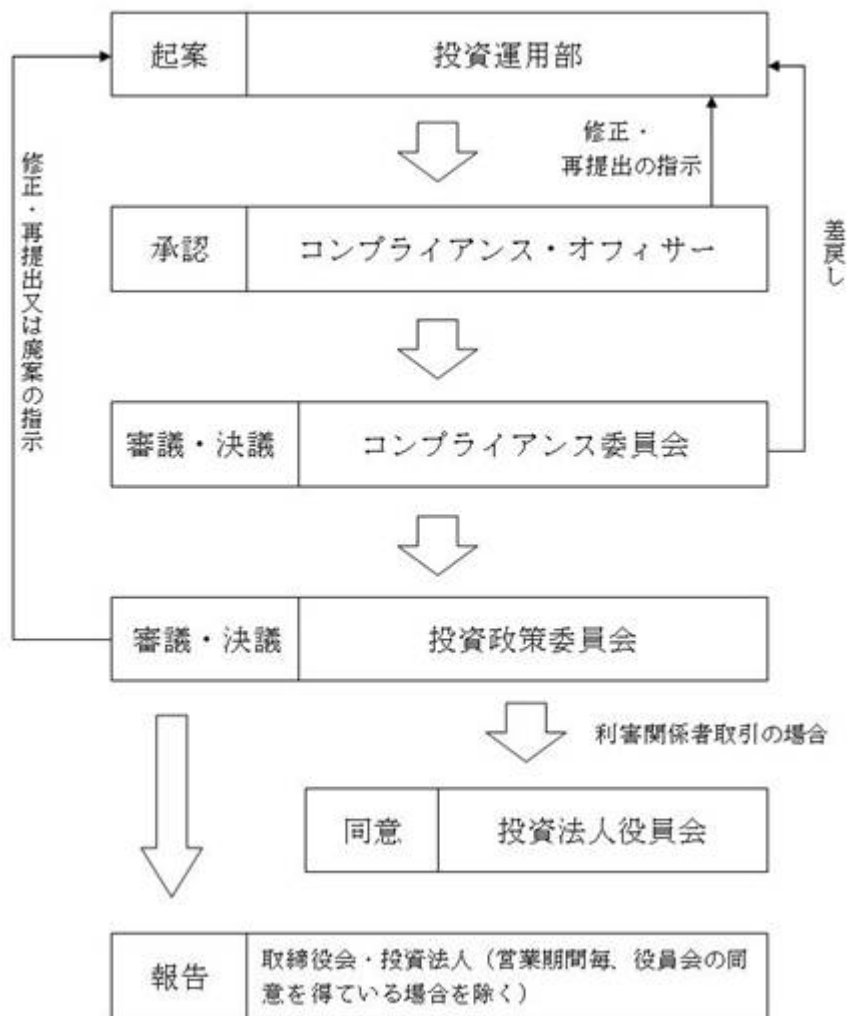 起案
投資運用部
修正・
再提出の指示
承認
コンプライアンス・オフィサー
審議・決議
コンプライアンス委員会
差戻し
修正・再提出又は廃案の指示
審議・決議
投資政策委員会
利害関係者取引の場合
同意
投資法人役員会
報告
取締役会・投資法人（営業期間毎、役員会の同
意を得ている場合を除く）